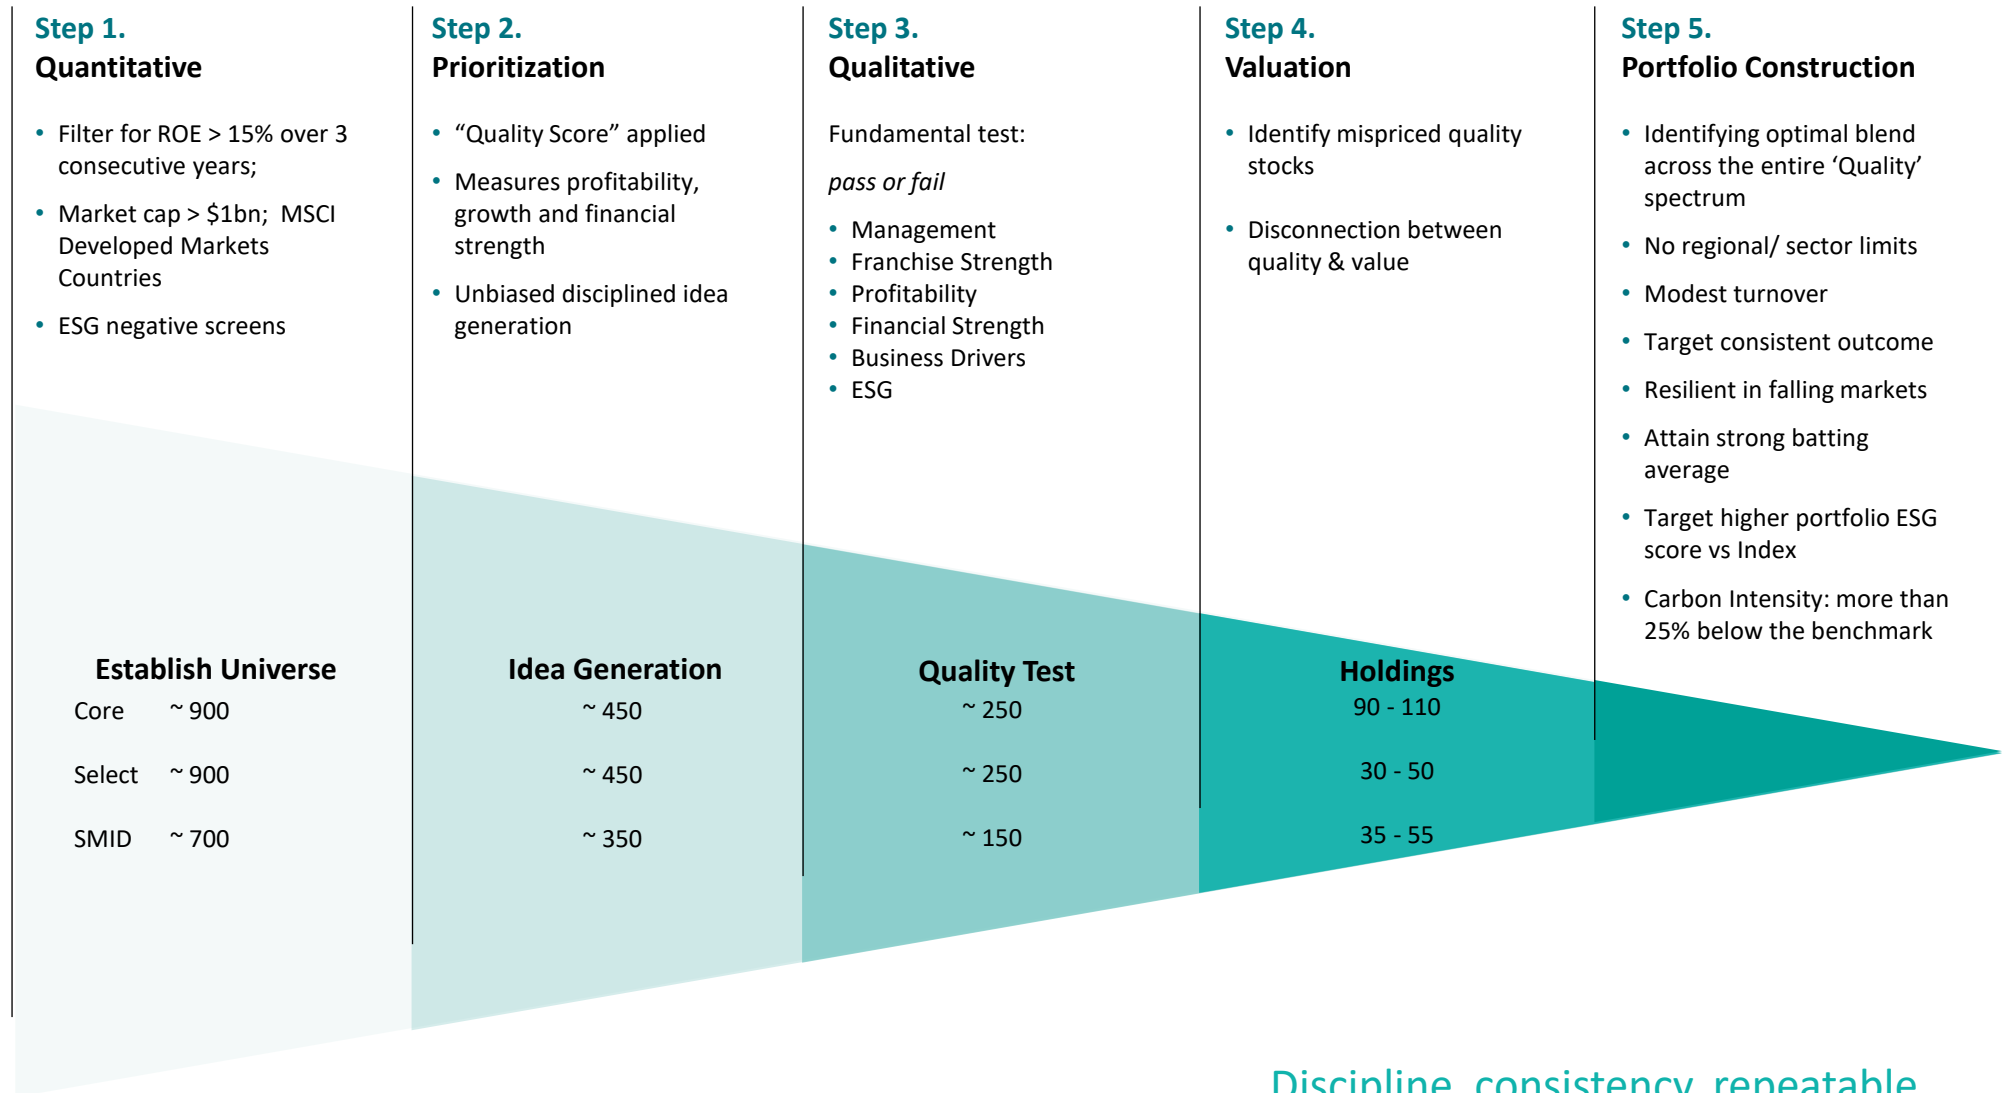 Step 1.
Quantitative
• Filter for ROE > 15% over 3
consecutive years;
• Market cap > $1bn; MSCI
Developed Markets
Countries
• ESG negative screens
Step 2.
Prioritization
• “Quality Score” applied
• Measures profitability,
growth and financial
strength
• Unbiased disciplined idea
generation
Step 3.
Qualitative
Fundamental test:
pass or fail
• Management
• Franchise Strength
• Profitability
• Financial Strength
• Business Drivers
• ESG
Step 4.
Valuation
• Identify mispriced quality
stocks
• Disconnection between
quality & value
Step 5.
Portfolio Construction
• Identifying optimal blend
across the entire ‘Quality’
spectrum
• No regional/ sector limits
• Modest turnover
• Target consistent outcome
• Resilient in falling markets
• Attain strong batting
average
• Target higher portfolio ESG
score vs Index
• Carbon Intensity: more than
25% below the benchmark
Establish Universe Idea Generation Quality Test Holdings
Core ~ 900 ~ 450 ~ 250 90 - 110
Select ~ 900 ~ 450 ~ 250 30 - 50
SMID ~ 700 ~ 350 ~ 150 35 - 55
Discipline, consistency, repeatable